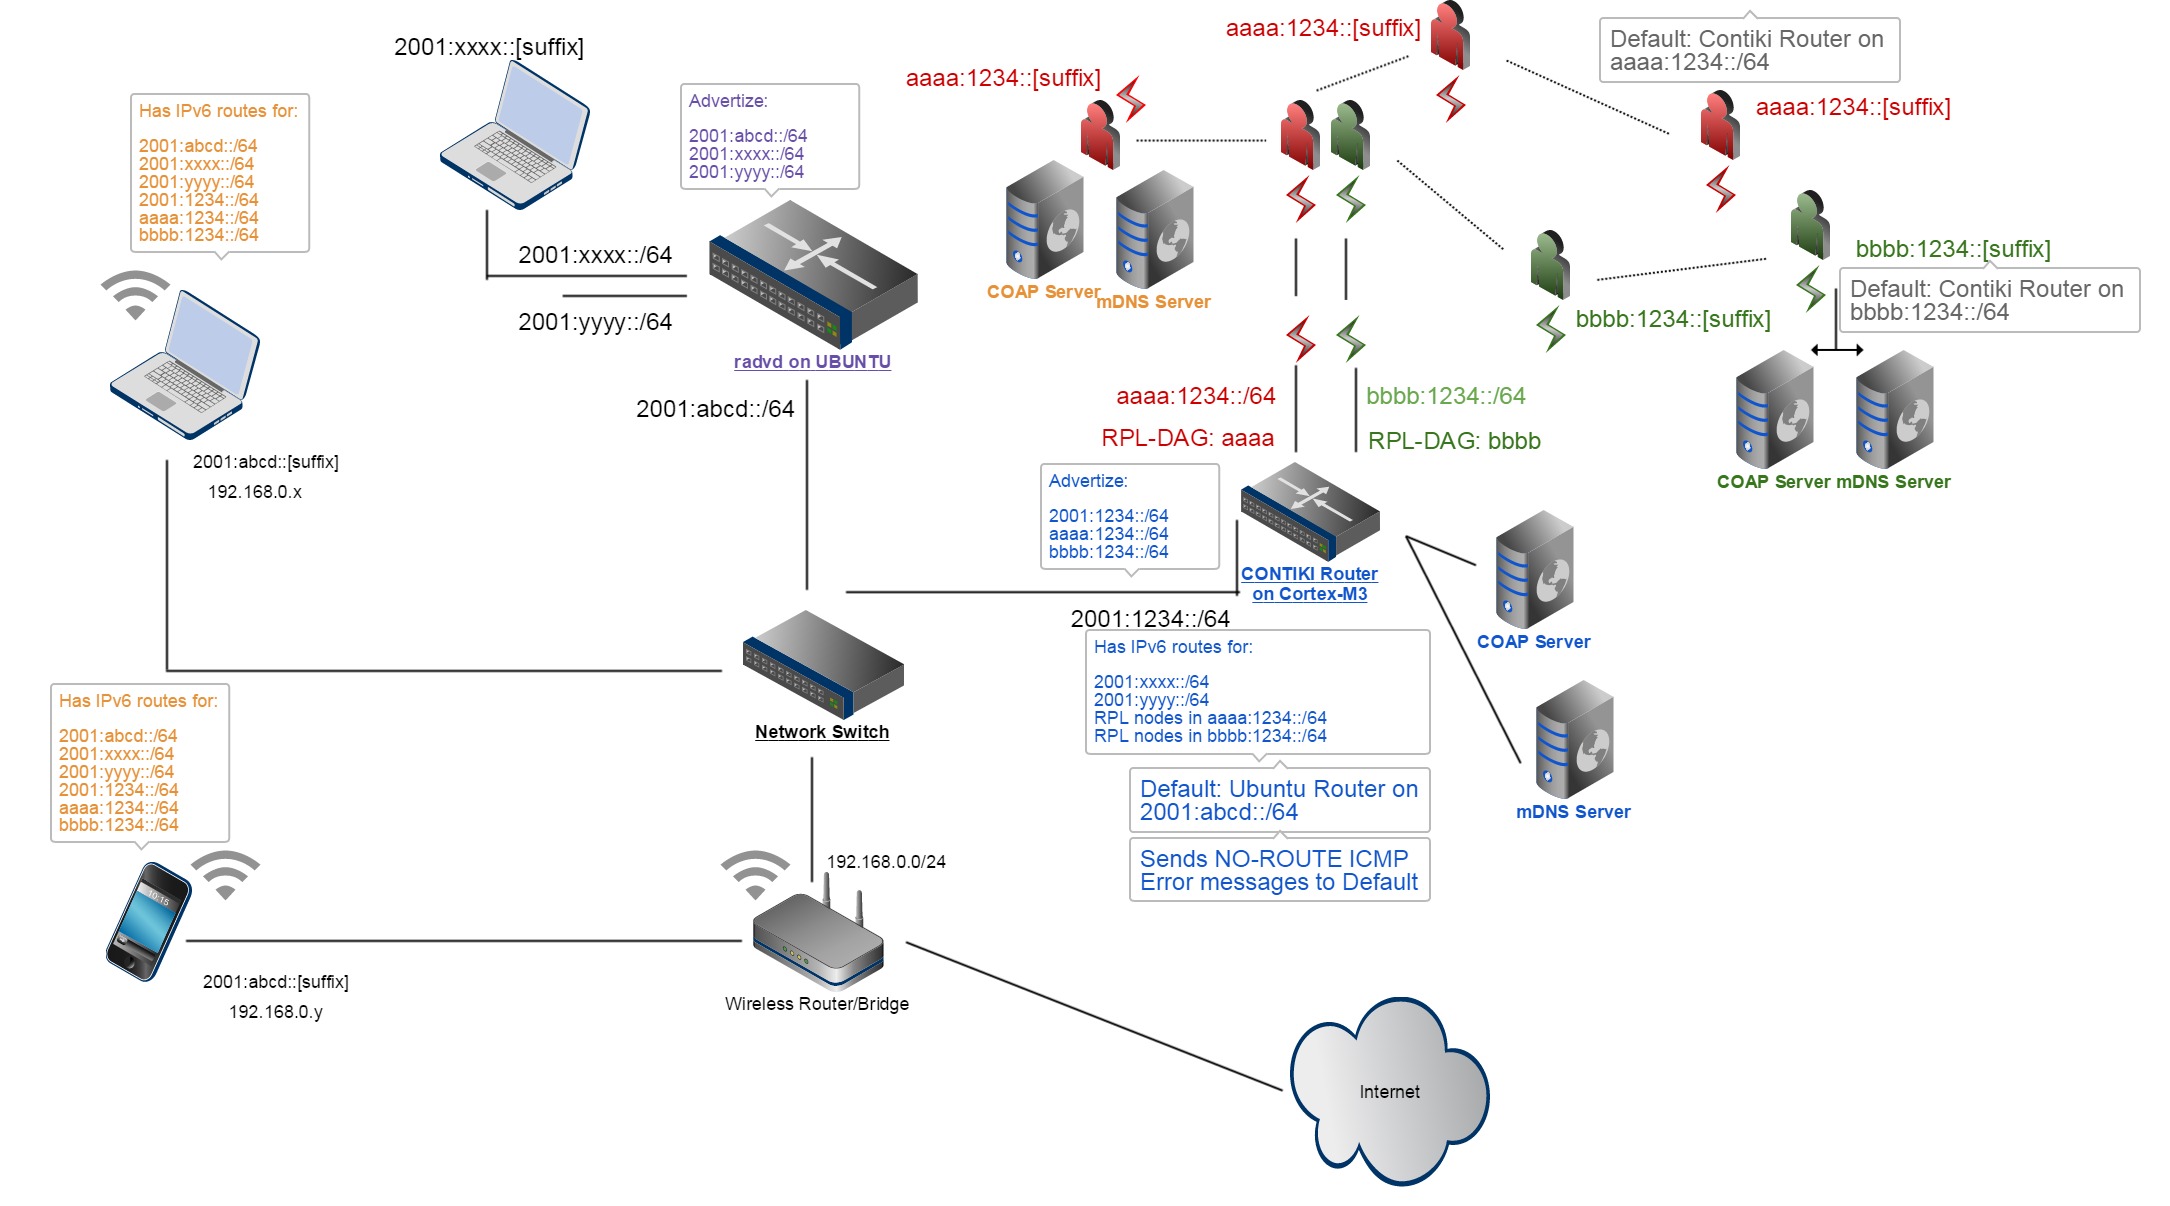 2001:xxxx::[suffix]
Has IPv6 routes for:
2001:abcd::/64
2001:xxxx::/64
2001:yyyy::/64
2001:1234::/64
aaaa:1234::/64
bbbb:1234::/64
Advertize:
2001:abcd::/64
2001:xxxx::/64
2001:yyyy::/64
2001:xxxx::/64
2001:yyyy::/64
radvd on UBUNTU
2001:abcd::/64
2001:abcd::[suffix]
192.168.0.x
aaaa:1234::[suffix]
aaaa:1234::[suffix]
Default: Contiki Router on
aaaa:1234::/64
aaaa:1234::[suffix]
COAP Server
mDNS Server
bbbb:1234::[suffix]
Default: Contiki Router on
bbbb:1234::/64
bbbb:1234::[suffix]
COAP Server
mDNS Server
aaaa:1234::/64
RPL-DAG: aaaa
bbbb:1234::/64
RPL-DAG: bbbb
Advertize:
2001:1234::/64
aaaa:1234::/64
bbbb:1234::/64
CONTIKI Router
on Cortex-M3
2001:1234::/64
COAP Server
mDNS Server
Has IPv6 routes for:
2001:xxxx::/64
2001:yyyy::/64
RPL nodes in aaaa:1234::/64
RPL nodes in bbbb:1234::/64
Default: Ubuntu Router on
2001:abcd::/64
Sends NO-ROUTE ICMP
Error messages to Default
Network Switch
Has IPv6 routes for:
2001:abcd::/64
2001:xxxx::/64
2001:yyyy::/64
2001:1234::/64
aaaa:1234::/64
bbbb:1234::/64
10:15
192.168.0.0/24
2001:abcd::[suffix]
192.168.0.y
Wireless Router/Bridge
Internet